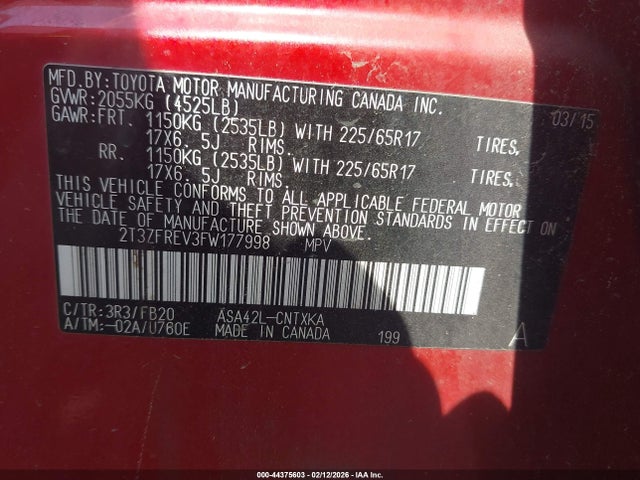 MFD.BY:TOYOTA MOTOR MANUFACTURING CANADA INC.
GVWR:2055KG (4525LB) 03/15
GAWR:FRT. 1150KG (2535LB) WITH 225/65R17 TIRES,
17X6. 5J RIMS.
RR. 1150KG (2535LB) WITH 225/65R17 TIRES,
17X6. 5J RIMS.
THIS VEHICLE CONFORMS TO ALL APPLICABLE FEDERAL MOTOR
VEHICLE SAFETY AND THEFT PREVENTION STANDARDS IN EFFECT ON
THE DATE OF MANUFACTURE SHOWN ABOVE.
2T3ZFREV3FW177998 MPV
C/TR:3R3/FB20 ASA42L-CNTXKA
A/TM:-02A/U760E MADE IN CANADA 199 A
000-44375603 - 02/12/2026 - IAA Inc.